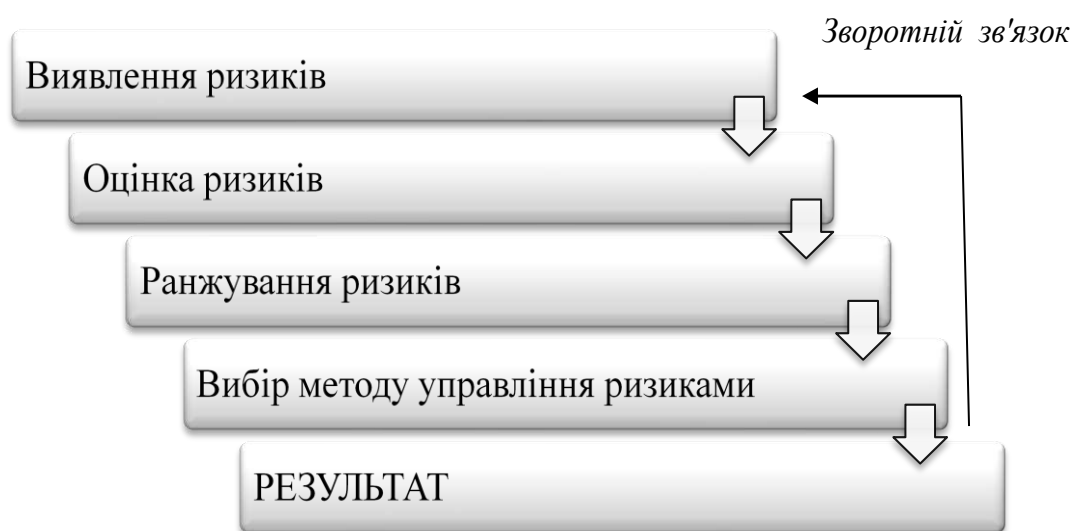 Зворотній зв'язок
Виявлення ризиків
Оцінка ризиків
Ранжування ризиків
Вибір методу управління ризиками
РЕЗУЛЬТАТ